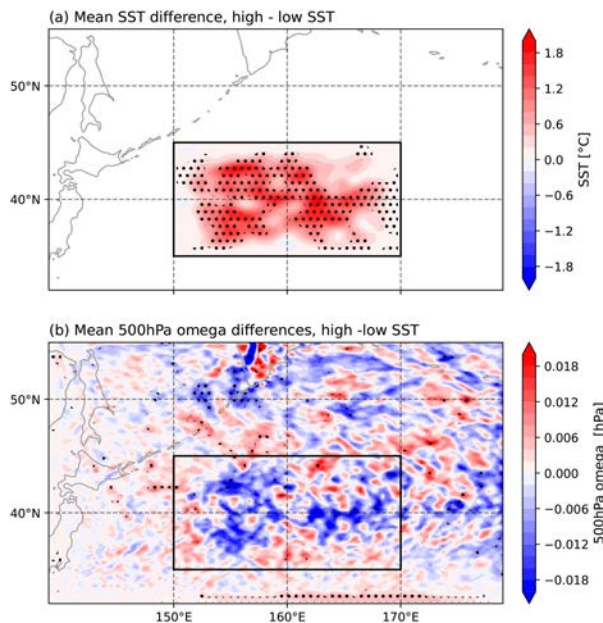 (a) Mean SST difference, high - low SST
50°N
40°N
1.8
1.2
0.6
0.0
−0.6
−1.2
−1.8
SST [°C]
(b) Mean 500hPa omega differences, high -low SST
50°N
40°N
150°E
160°E
170°E
0.018
0.012
0.006
0.000
−0.006
−0.012
−0.018
500hPa omega [hPa]